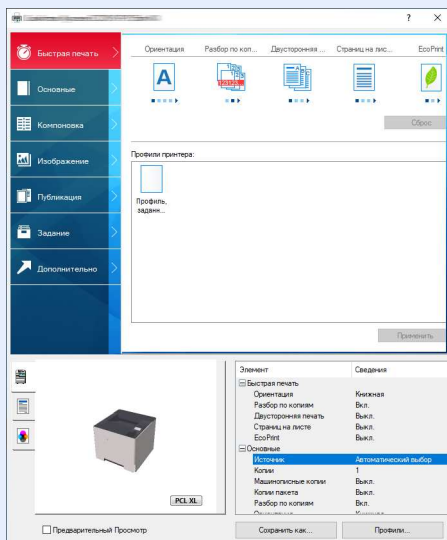 ? ×
Быстрая печать
Основные
Компоновка
Изображение
Публикация
Задание
Дополнительно
Ориентация Разбор по коп... Двусторонняя ... Страниц на лис... EcoPrint
A
123123
Сброс
Профили принтера:
Профиль,
заданн...
Применить
PCL XL
Предварительный Просмотр
Элемент Сведения
Быстрая печать
Ориентация Книжная
Разбор по копиям Вкл.
Двусторонняя печать Выкл.
Страниц на листе Выкл.
EcoPrint Выкл.
Основные
Источник Автоматический выбор
Копии 1
Машинописные копии Выкл.
Копии пакета Выкл.
Разбор по копиям Вкл.
Ориентация Книжная
Сохранить как... Профили...